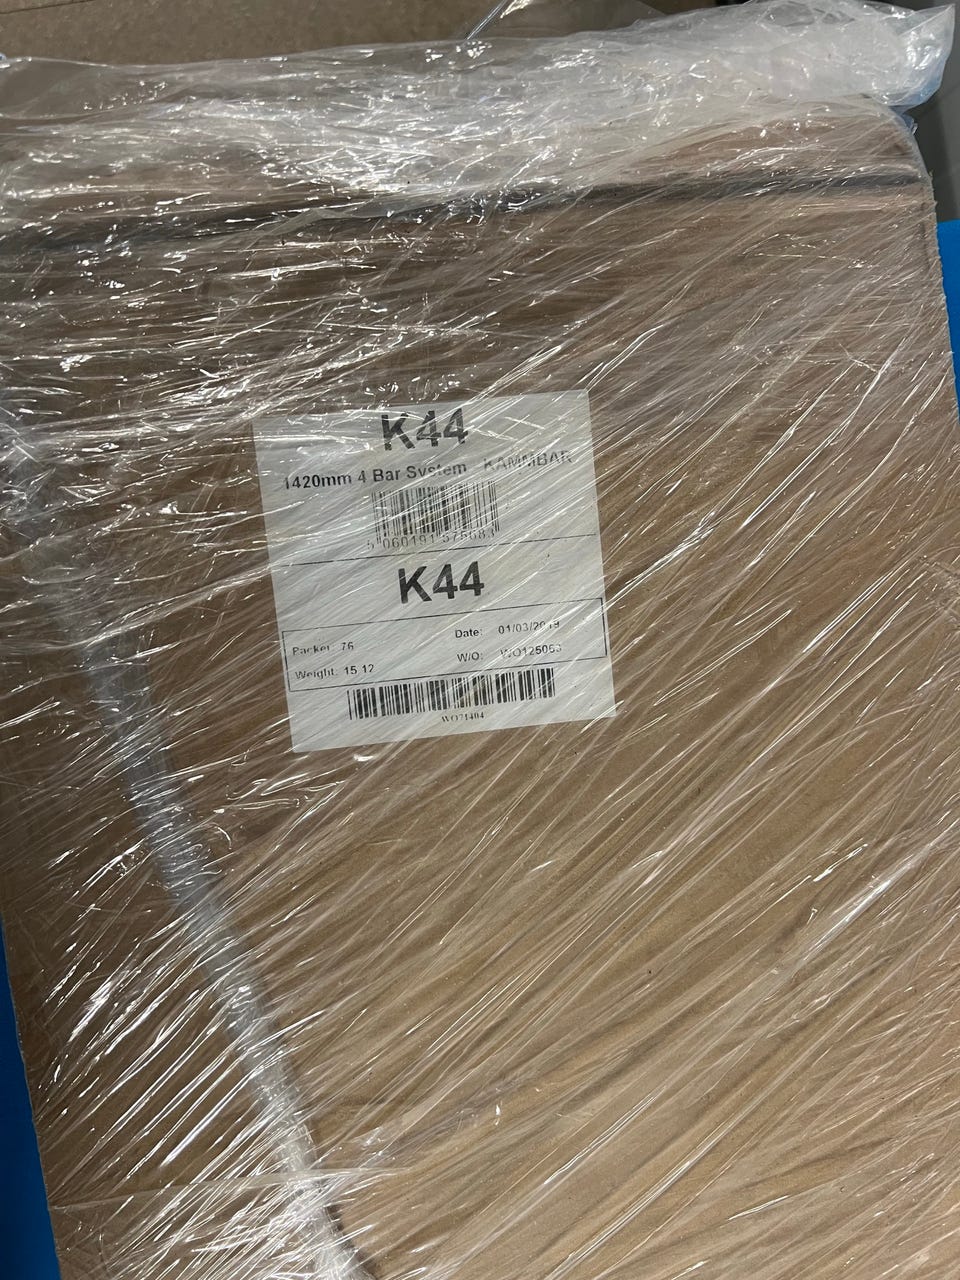 K44
1420mm 4 Bar System - KAMMBAR
5 060191 575683
K44
Packer: 76 Date: 01/03/2019
Weight: 15.12 W/O: WO125053
WO71404